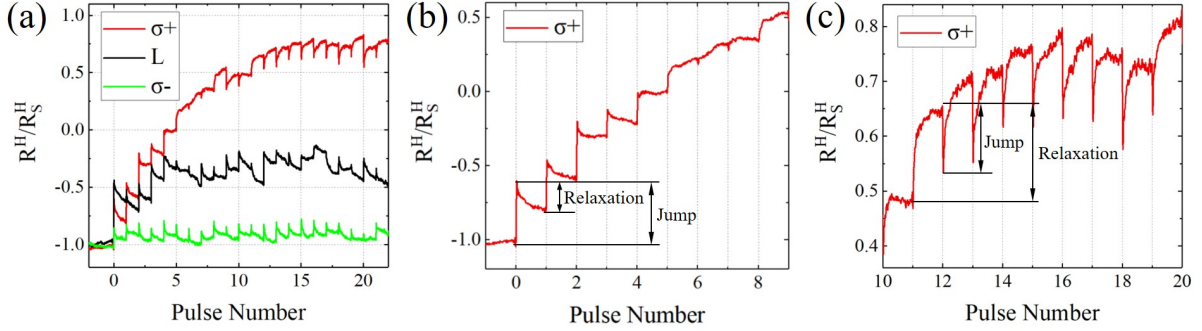 (a)
σ+
L
σ-
1.0
0.5
0.0
-0.5
-1.0
R^H/R_S^H
0 5 10 15 20
Pulse Number
(b)
σ+
0.5
0.0
-0.5
-1.0
R^H/R_S^H
Relaxation
Jump
0 2 4 6 8
Pulse Number
(c)
σ+
0.8
0.7
0.6
0.5
0.4
R^H/R_S^H
Jump
Relaxation
10 12 14 16 18 20
Pulse Number